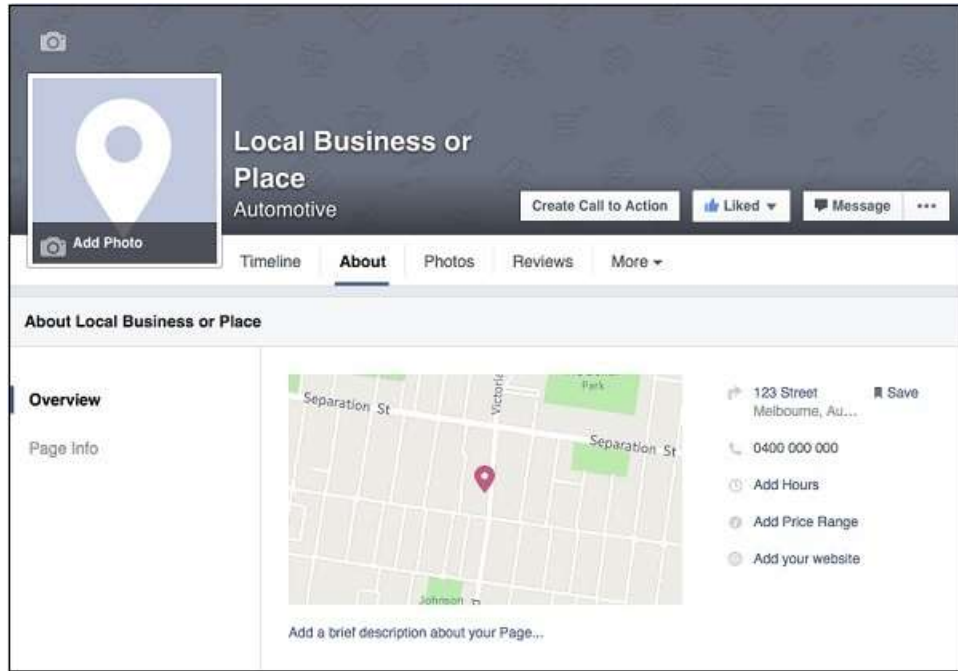 Local Business or
Place
Automotive
Add Photo
Create Call to Action
Liked
Message
Timeline
About
Photos
Reviews
More
About Local Business or Place
Overview
Page Info
Separation St
Victoria
Park
Separation St
Johnson
123 Street
Save
Melbourne, Au...
0400 000 000
Add Hours
Add Price Range
Add your website
Add a brief description about your Page...